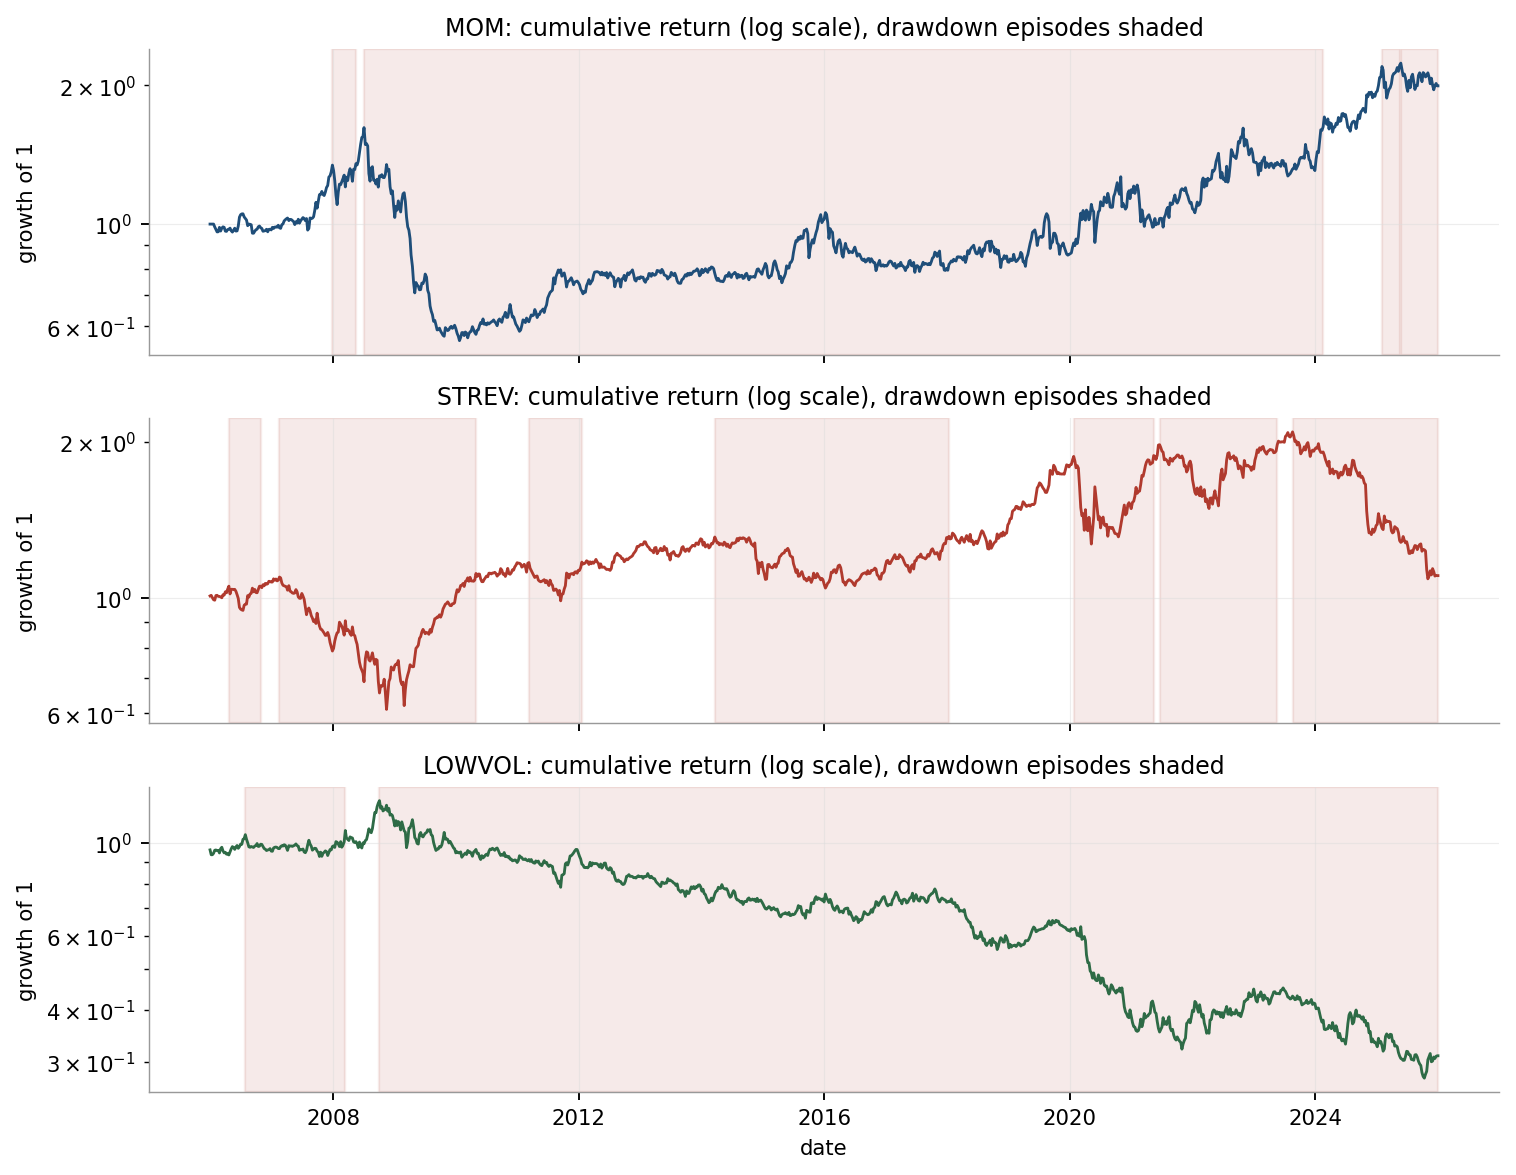 MOM: cumulative return (log scale), drawdown episodes shaded
growth of 1
2 × 10⁰
10⁰
6 × 10⁻¹
STREV: cumulative return (log scale), drawdown episodes shaded
growth of 1
2 × 10⁰
10⁰
6 × 10⁻¹
LOWVOL: cumulative return (log scale), drawdown episodes shaded
growth of 1
10⁰
6 × 10⁻¹
4 × 10⁻¹
3 × 10⁻¹
2008 2012 2016 2020 2024
date